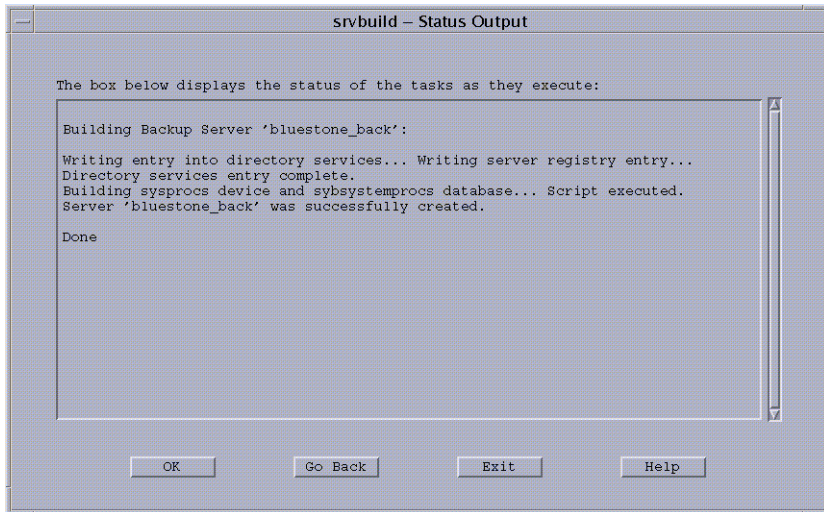 srvbuild – Status Output
The box below displays the status of the tasks as they execute:
Building Backup Server 'bluestone_back':
Writing entry into directory services... Writing server registry entry...
Directory services entry complete.
Building sysprocs device and sybsystemprocs database... Script executed.
Server 'bluestone_back' was successfully created.
Done
OK Go Back Exit Help